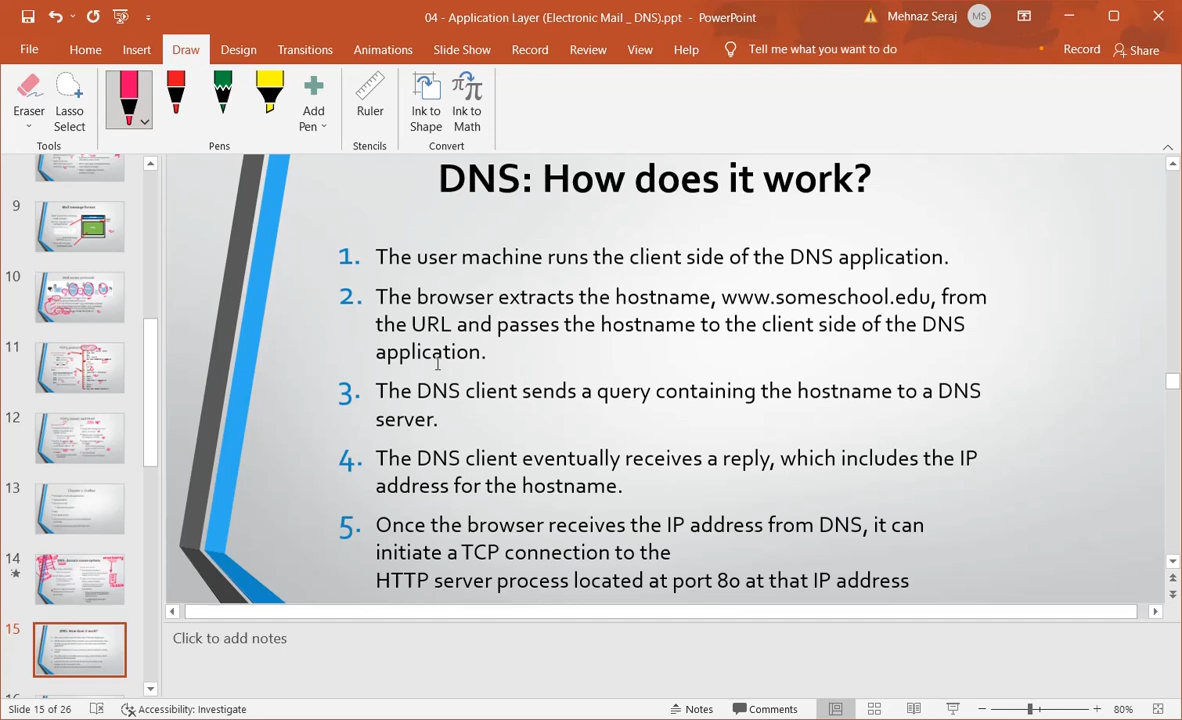 04 - Application Layer (Electronic Mail _ DNS).ppt - PowerPoint
Mehnaz Seraj
MS
File
Home
Insert
Draw
Design
Transitions
Animations
Slide Show
Record
Review
View
Help
Tell me what you want to do
Record
Share
Eraser
Lasso
Select
Add
Pen
Ruler
Ink to
Shape
Ink to
Math
Tools
Pens
Stencils
Convert
9
10
11
12
13
14
15
DNS: How does it work?
1. The user machine runs the client side of the DNS application.
2. The browser extracts the hostname, www.someschool.edu, from
the URL and passes the hostname to the client side of the DNS
application.
3. The DNS client sends a query containing the hostname to a DNS
server.
4. The DNS client eventually receives a reply, which includes the IP
address for the hostname.
5. Once the browser receives the IP address from DNS, it can
initiate a TCP connection to the
HTTP server process located at port 80 at that IP address
Click to add notes
Slide 15 of 26
Accessibility: Investigate
Notes
Comments
80%